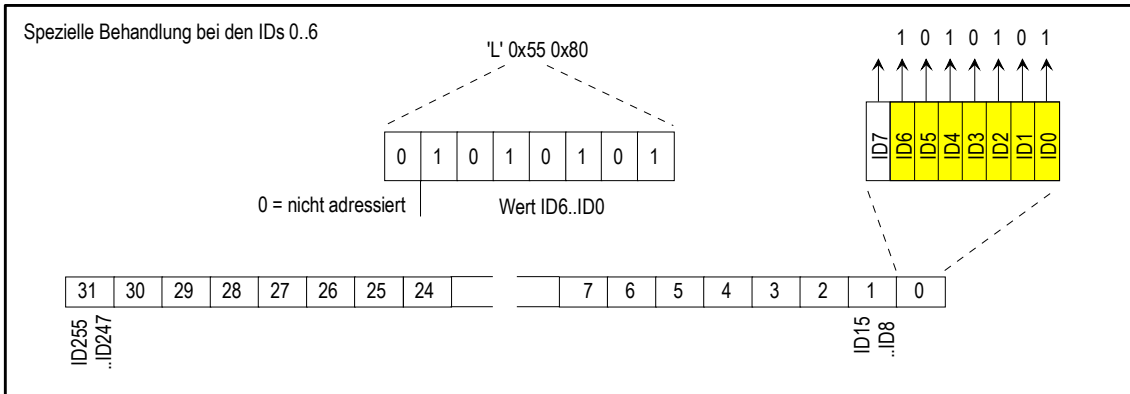 Spezielle Behandlung bei den IDs 0..6
1 0 1 0 1 0 1
'L' 0x55 0x80
ID7 ID6 ID5 ID4 ID3 ID2 ID1 ID0
0 1 0 1 0 1 0 1
0 = nicht adressiert Wert ID6..ID0
31 30 29 28 27 26 25 24 7 6 5 4 3 2 1 0
ID255
..ID247
ID15
..ID8